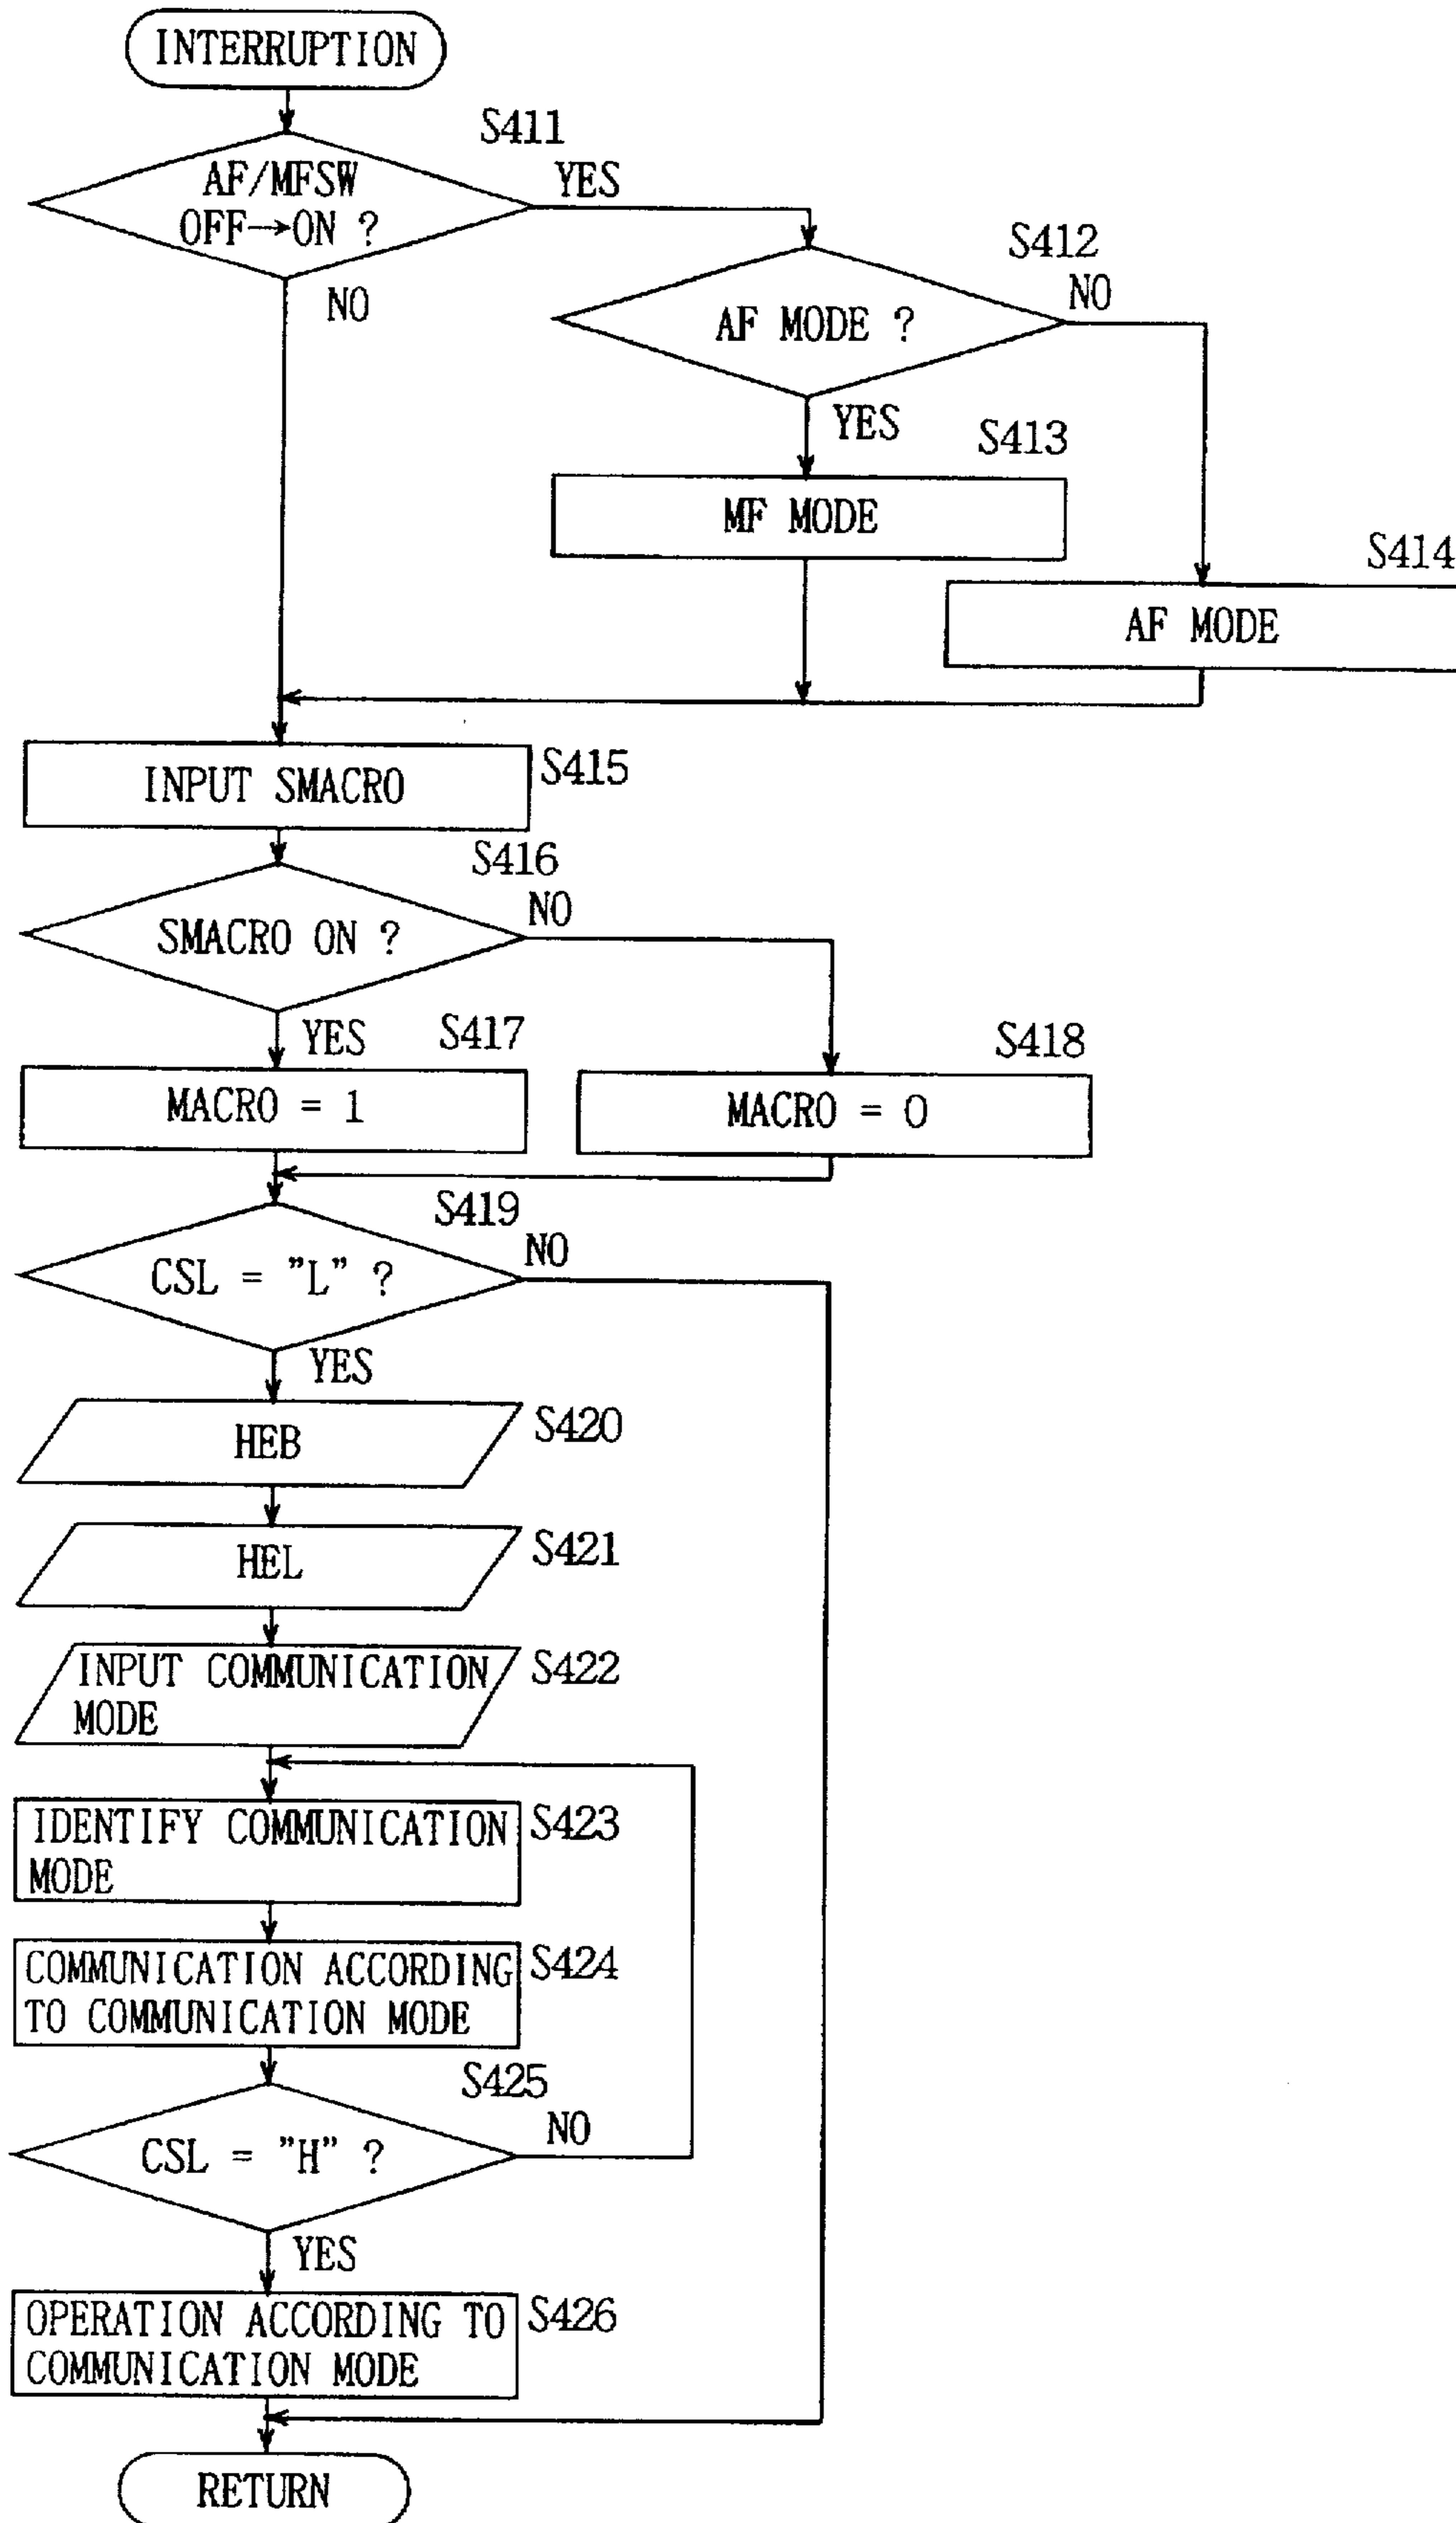 INTERRUPTION
S411
AF/MFSW
OFF→ON ?
YES
NO
S412
AF MODE ?
NO
YES
S413
MF MODE
S414
AF MODE
INPUT SMACRO
S415
S416
SMACRO ON ?
NO
YES
S417
MACRO = 1
S418
MACRO = 0
S419
CSL = "L" ?
NO
YES
HEB
S420
HEL
S421
INPUT COMMUNICATION
MODE
S422
IDENTIFY COMMUNICATION
MODE
S423
COMMUNICATION ACCORDING
TO COMMUNICATION MODE
S424
S425
CSL = "H" ?
NO
YES
OPERATION ACCORDING TO
COMMUNICATION MODE
S426
RETURN